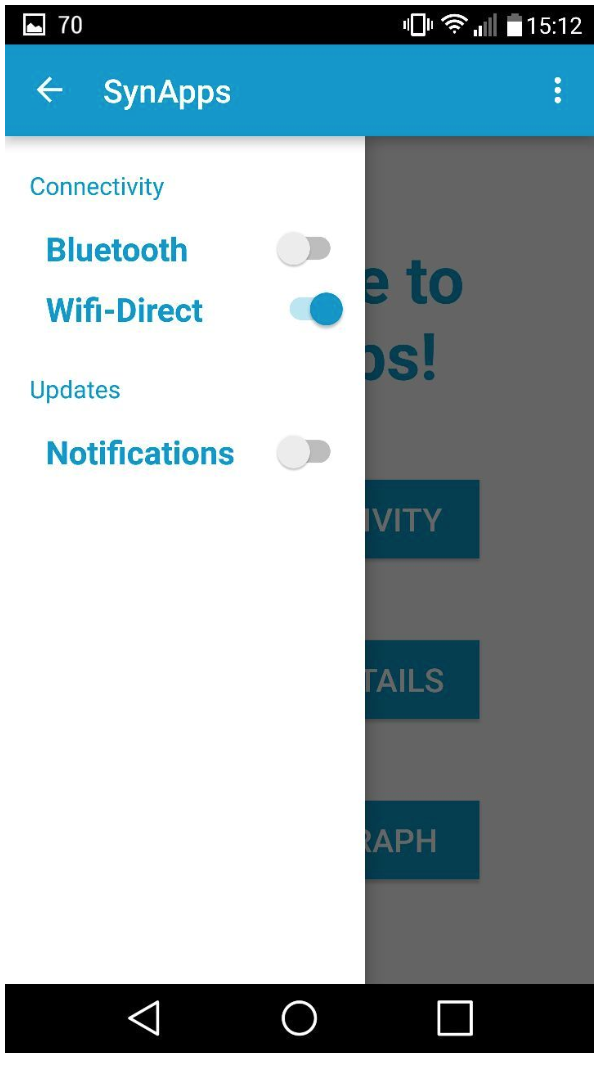 70 15:12
SynApps
Connectivity
Bluetooth
Wifi-Direct
Updates
Notifications
e to
ps!
IVITY
TAILS
RAPH